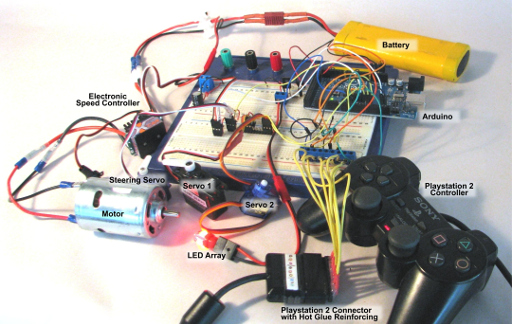 Battery
Electronic
Speed Controller
Arduino
Steering Servo
Servo 1
Playstation 2
Controller
Servo 2
SONY
Motor
LED Array
Playstation 2 Connector
with Hot Glue Reinforcing